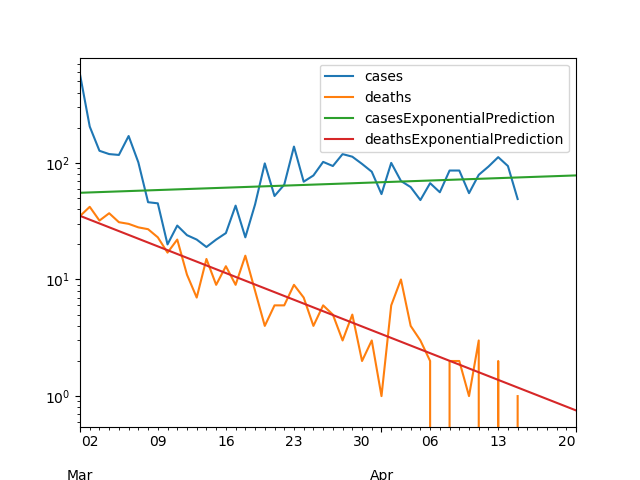 cases
deaths
casesExponentialPrediction
deathsExponentialPrediction
10²
10¹
10⁰
02 09 16 23 30 06 13 20
Mar Apr